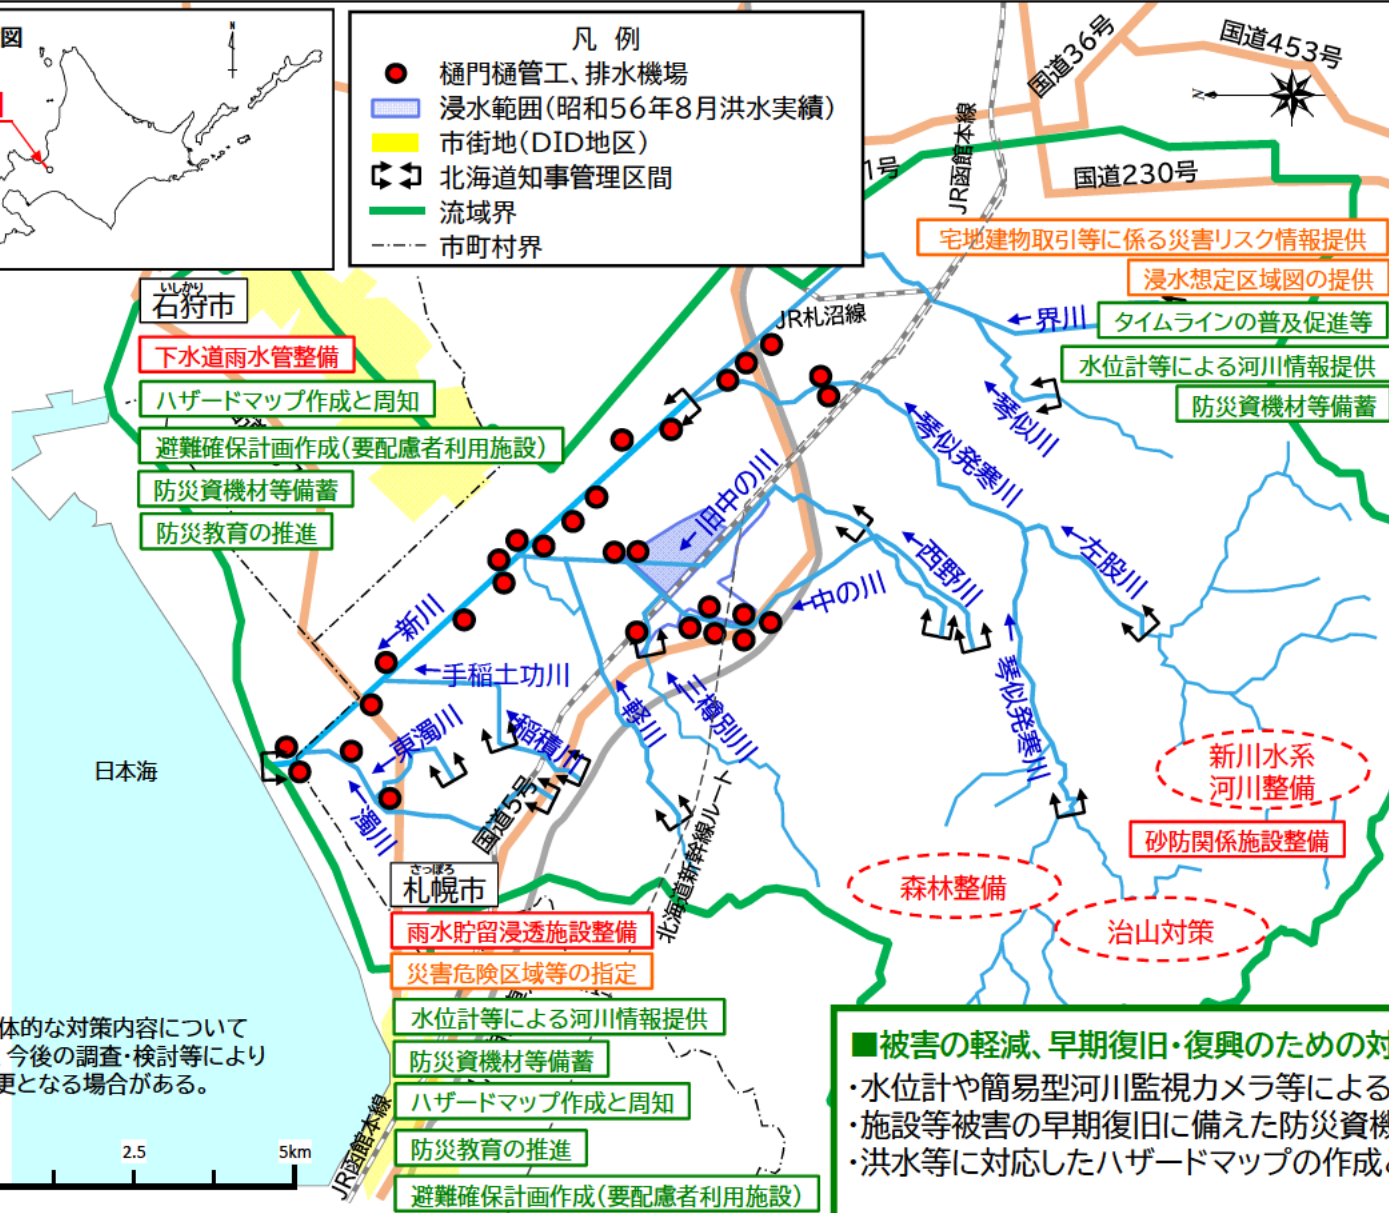 図
N
凡 例
樋門樋管工、排水機場
浸水範囲(昭和56年8月洪水実績)
市街地(DID地区)
北海道知事管理区間
流域界
市町村界
国道36号
国道453号
N
JR函館本線
1号
国道230号
宅地建物取引等に係る災害リスク情報提供
浸水想定区域図の提供
タイムラインの普及促進等
水位計等による河川情報提供
防災資機材等備蓄
いしかり
石狩市
下水道雨水管整備
ハザードマップ作成と周知
避難確保計画作成(要配慮者利用施設)
防災資機材等備蓄
防災教育の推進
JR札沼線
界川
琴似川
琴似発寒川
旧中の川
左股川
西野川
中の川
新川
手稲土功川
琴似発寒川
三樽別川
軽川
稲積川
東濁川
濁川
日本海
国道5号
北海道新幹線ルート
新川水系
河川整備
砂防関係施設整備
森林整備
治山対策
さっぽろ
札幌市
雨水貯留浸透施設整備
災害危険区域等の指定
水位計等による河川情報提供
防災資機材等備蓄
ハザードマップ作成と周知
防災教育の推進
避難確保計画作成(要配慮者利用施設)
JR函館本線
体的な対策内容について
今後の調査・検討等により
更となる場合がある。
2.5
5km
■被害の軽減、早期復旧・復興のための対
・水位計や簡易型河川監視カメラ等による
・施設等被害の早期復旧に備えた防災資機
・洪水等に対応したハザードマップの作成